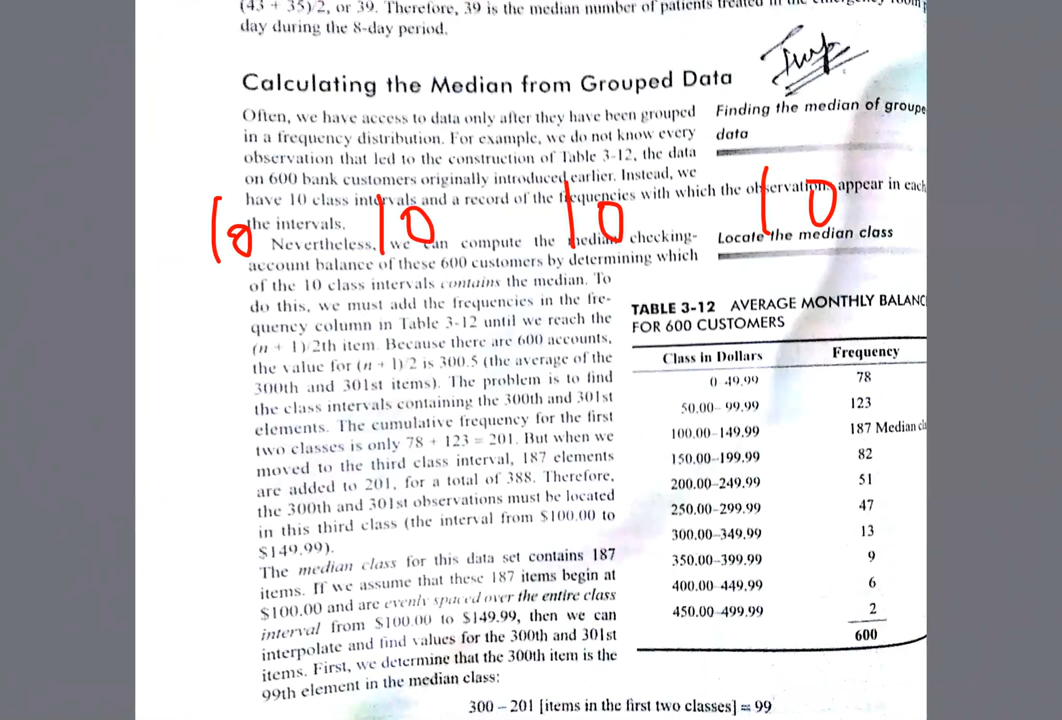 (43 + 35)/2, or 39. Therefore, 39 is the median number of patients treated in the emergency room
day during the 8-day period.
Imp
Calculating the Median from Grouped Data
Often, we have access to data only after they have been grouped
in a frequency distribution. For example, we do not know every
observation that led to the construction of Table 3-12, the data
on 600 bank customers originally introduced earlier. Instead, we
have 10 class intervals and a record of the frequencies with which the observations appear in each
the intervals.
Finding the median of groupe
data
10 10 10 10
Nevertheless, we can compute the median checking-
account balance of these 600 customers by determining which
of the 10 class intervals contains the median. To
do this, we must add the frequencies in the fre-
quency column in Table 3-12 until we reach the
(n + 1)/2th item. Because there are 600 accounts,
the value for (n + 1)/2 is 300.5 (the average of the
300th and 301st items). The problem is to find
the class intervals containing the 300th and 301st
elements. The cumulative frequency for the first
two classes is only 78 + 123 = 201. But when we
moved to the third class interval, 187 elements
are added to 201, for a total of 388. Therefore,
the 300th and 301st observations must be located
in this third class (the interval from $100.00 to
$149.99).
The median class for this data set contains 187
items. If we assume that these 187 items begin at
$100.00 and are evenly spaced over the entire class
interval from $100.00 to $149.99, then we can
interpolate and find values for the 300th and 301st
items. First, we determine that the 300th item is the
99th element in the median class:
300 – 201 [items in the first two classes] = 99
Locate the median class
TABLE 3-12 AVERAGE MONTHLY BALANC
FOR 600 CUSTOMERS
Class in Dollars Frequency
0–49.99 78
50.00–99.99 123
100.00–149.99 187 Median cla
150.00–199.99 82
200.00–249.99 51
250.00–299.99 47
300.00–349.99 13
350.00–399.99 9
400.00–449.99 6
450.00–499.99 2
600